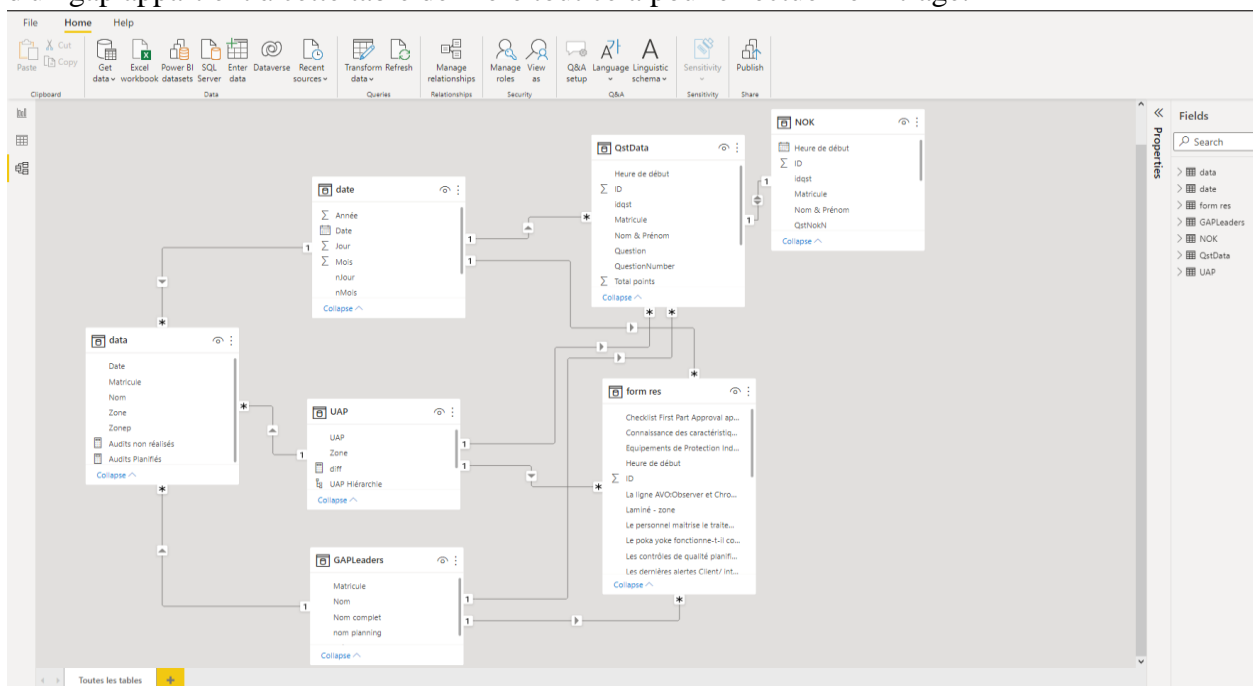 File Home Help
Paste
Cut
Copy
Get data
Excel workbook
Power BI datasets
SQL Server
Enter data
Dataverse
Recent sources
Transform data
Refresh
Manage relationships
Manage roles
View as
Q&A setup
Language
Linguistic schema
Sensitivity
Publish
Clipboard
Data
Queries
Relationships
Security
Q&A
Sensitivity
Share
NOK
Heure de début
ID
idqst
Matricule
Nom & Prénom
QstNokN
Collapse
QstData
Heure de début
ID
idqst
Matricule
Nom & Prénom
Question
QuestionNumber
Total points
Collapse
date
Année
Date
Jour
Mois
nJour
nMois
Collapse
data
Date
Matricule
Nom
Zone
Zonep
Audits non réalisés
Audits Planifiés
Collapse
UAP
UAP
Zone
diff
UAP Hiérarchie
Collapse
form res
Checklist First Part Approval ap...
Connaissance des caractéristiq...
Equipements de Protection Ind...
Heure de début
ID
La ligne AVO:Observer et Chro...
Laminé - zone
Le personnel maitrise le traite...
Le poka yoke fonctionne-t-il co...
Les contrôles de qualité planifi...
Les dernières alertes Client/ Int...
Collapse
GAPLeaders
Matricule
Nom
Nom complet
nom planning
Collapse
Properties
Fields
Search
data
date
form res
GAPLeaders
NOK
QstData
UAP
Toutes les tables